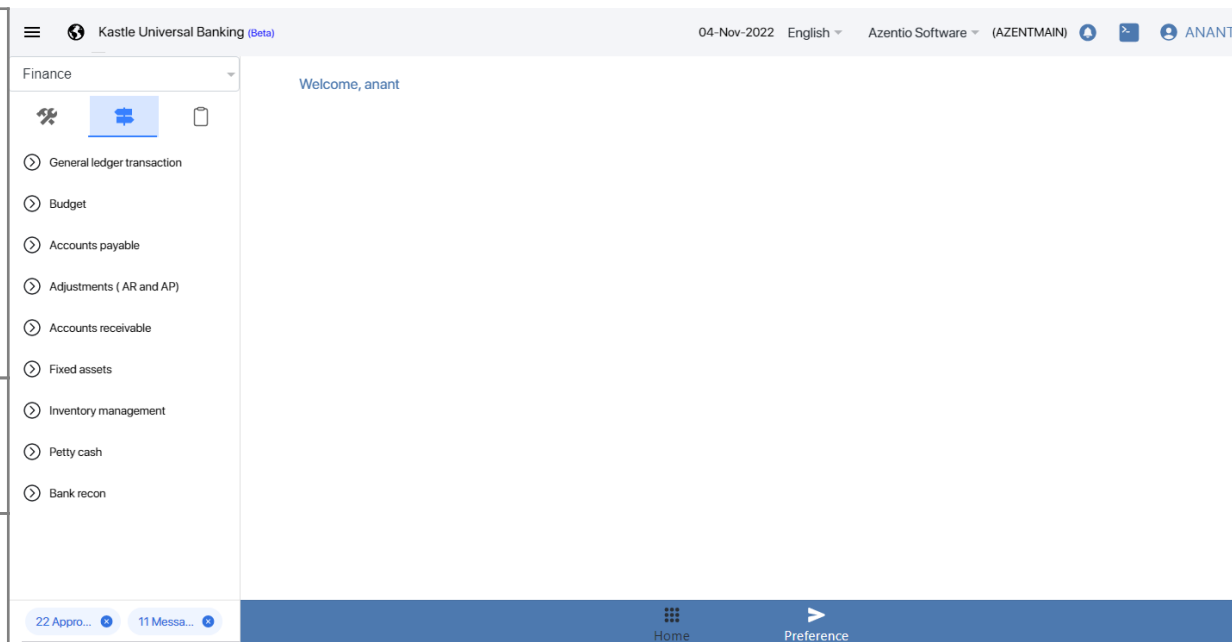 Kastle Universal Banking (Beta) 04-Nov-2022 English Azentio Software (AZENTMAIN) ANANT
Finance
Welcome, anant
General ledger transaction
Budget
Accounts payable
Adjustments ( AR and AP)
Accounts receivable
Fixed assets
Inventory management
Petty cash
Bank recon
22 Appro... 11 Messa...
Home Preference